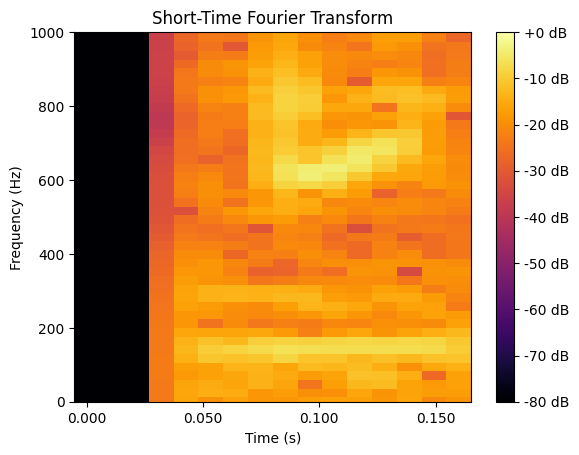 Short-Time Fourier Transform
1000
800
600
400
200
0
Frequency (Hz)
0.000
0.050
0.100
0.150
Time (s)
+0 dB
-10 dB
-20 dB
-30 dB
-40 dB
-50 dB
-60 dB
-70 dB
-80 dB